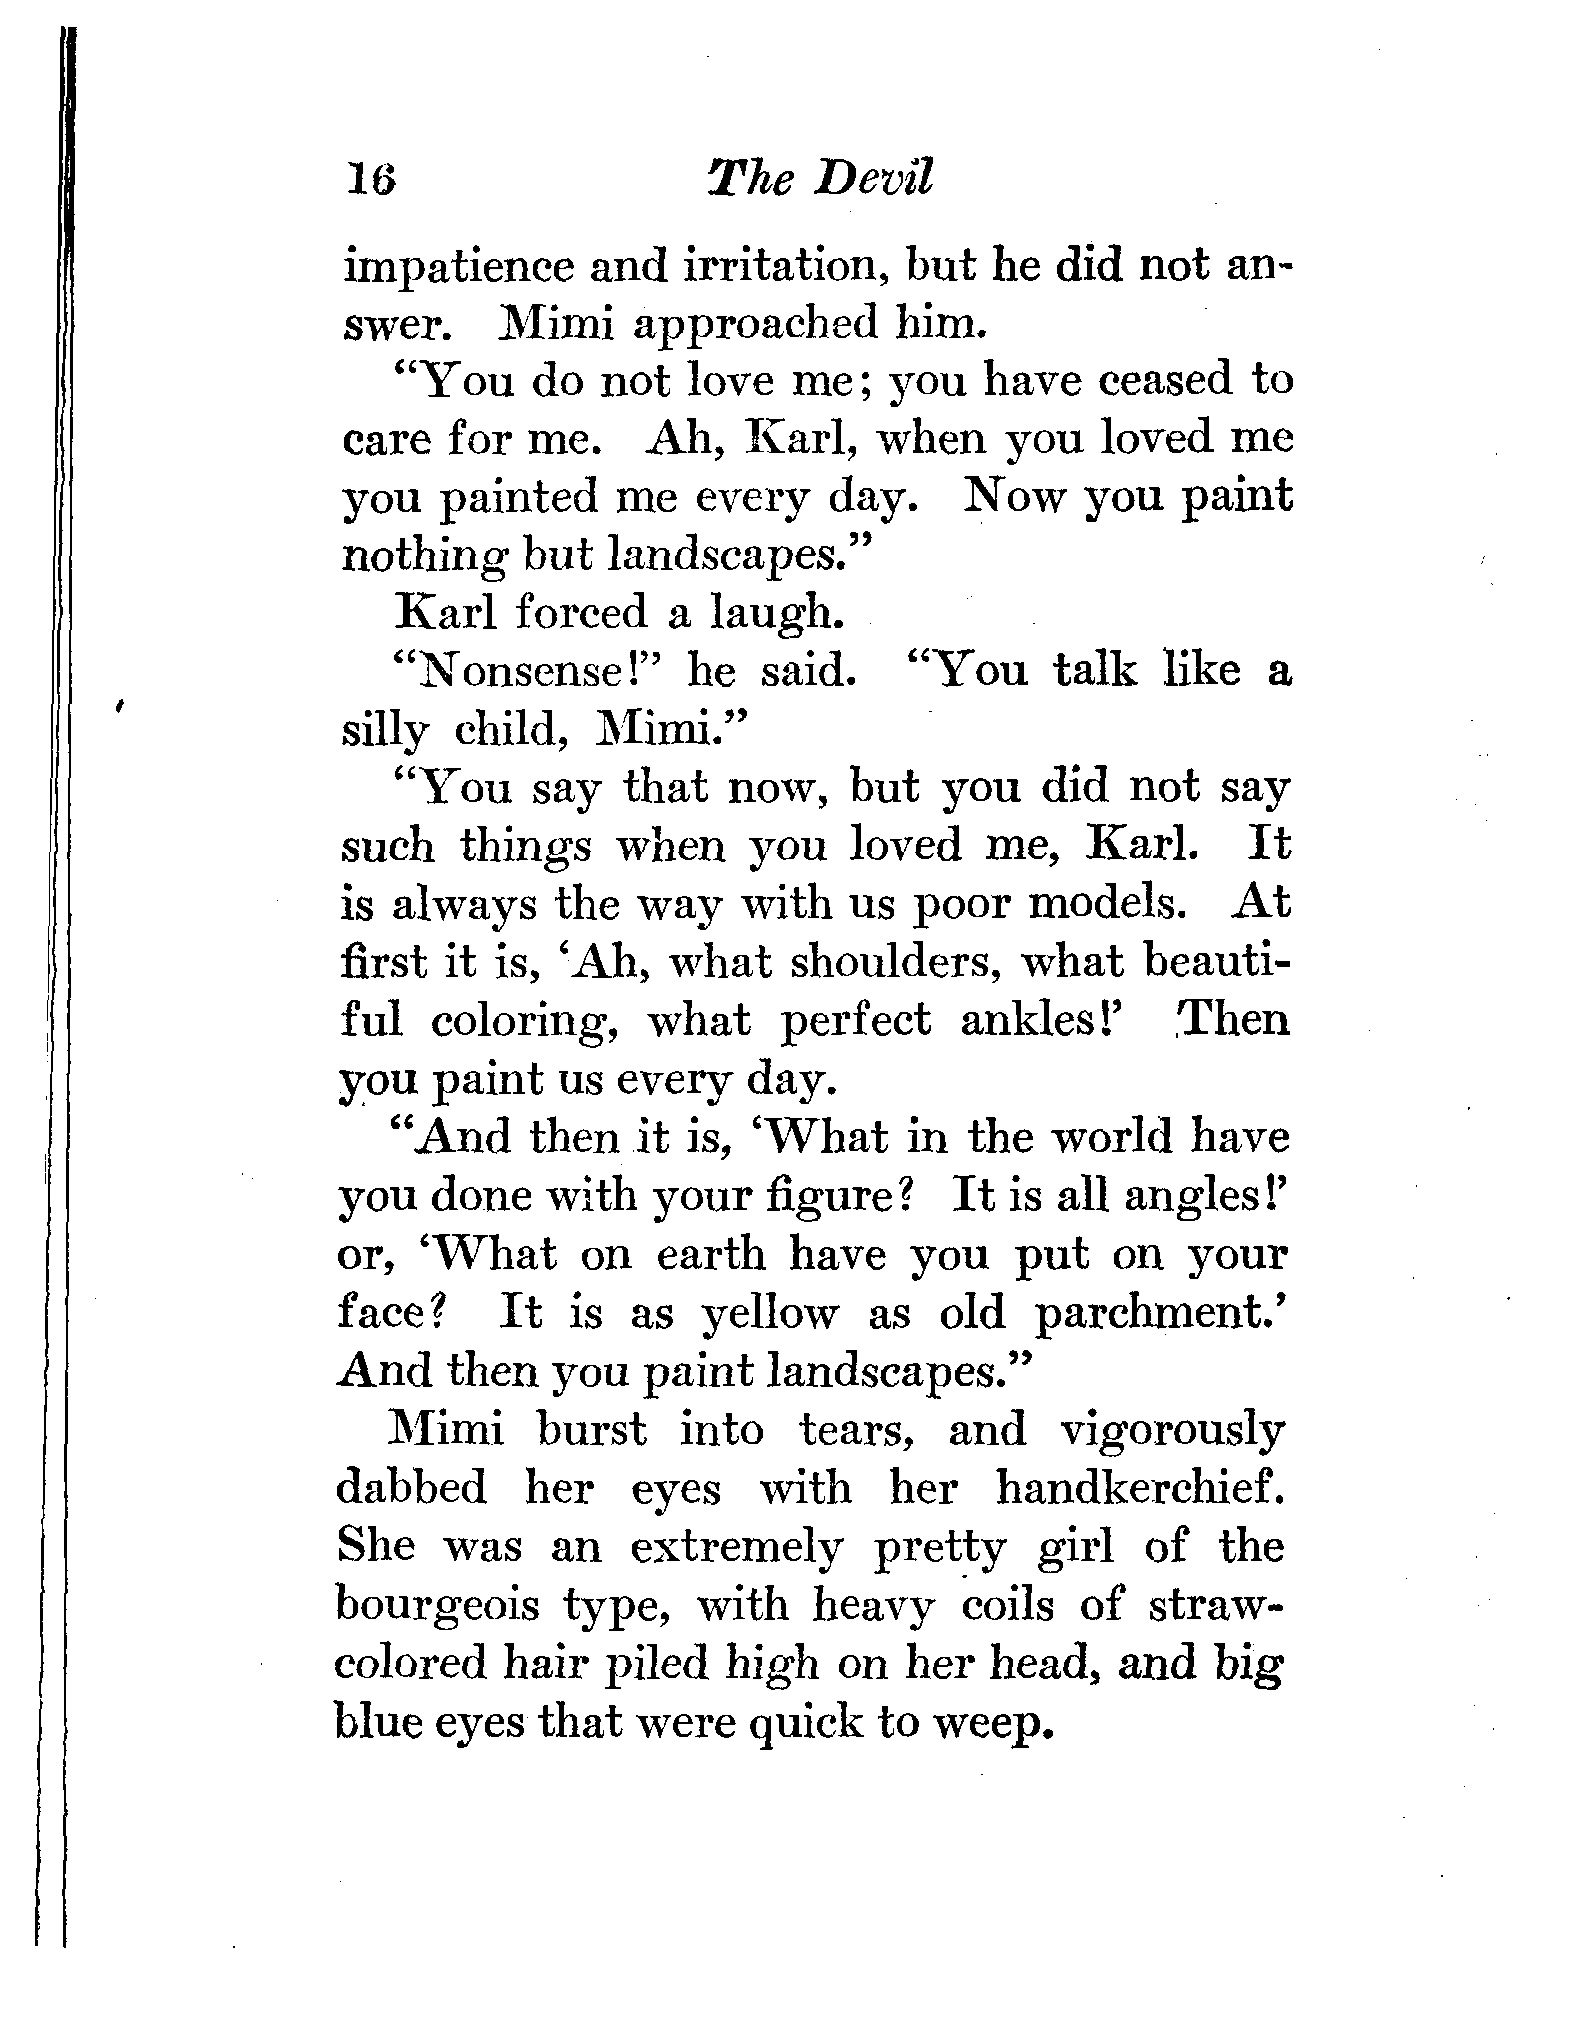 16 The Devil
impatience and irritation, but he did not an-
swer. Mimi approached him.
“You do not love me; you have ceased to
care for me. Ah, Karl, when you loved me
you painted me every day. Now you paint
nothing but landscapes.”
Karl forced a laugh.
“Nonsense!” he said. “You talk like a
silly child, Mimi.”
“You say that now, but you did not say
such things when you loved me, Karl. It
is always the way with us poor models. At
first it is, ‘Ah, what shoulders, what beauti-
ful coloring, what perfect ankles!’ Then
you paint us every day.
“And then it is, ‘What in the world have
you done with your figure? It is all angles!’
or, ‘What on earth have you put on your
face? It is as yellow as old parchment.’
And then you paint landscapes.”
Mimi burst into tears, and vigorously
dabbed her eyes with her handkerchief.
She was an extremely pretty girl of the
bourgeois type, with heavy coils of straw-
colored hair piled high on her head, and big
blue eyes that were quick to weep.